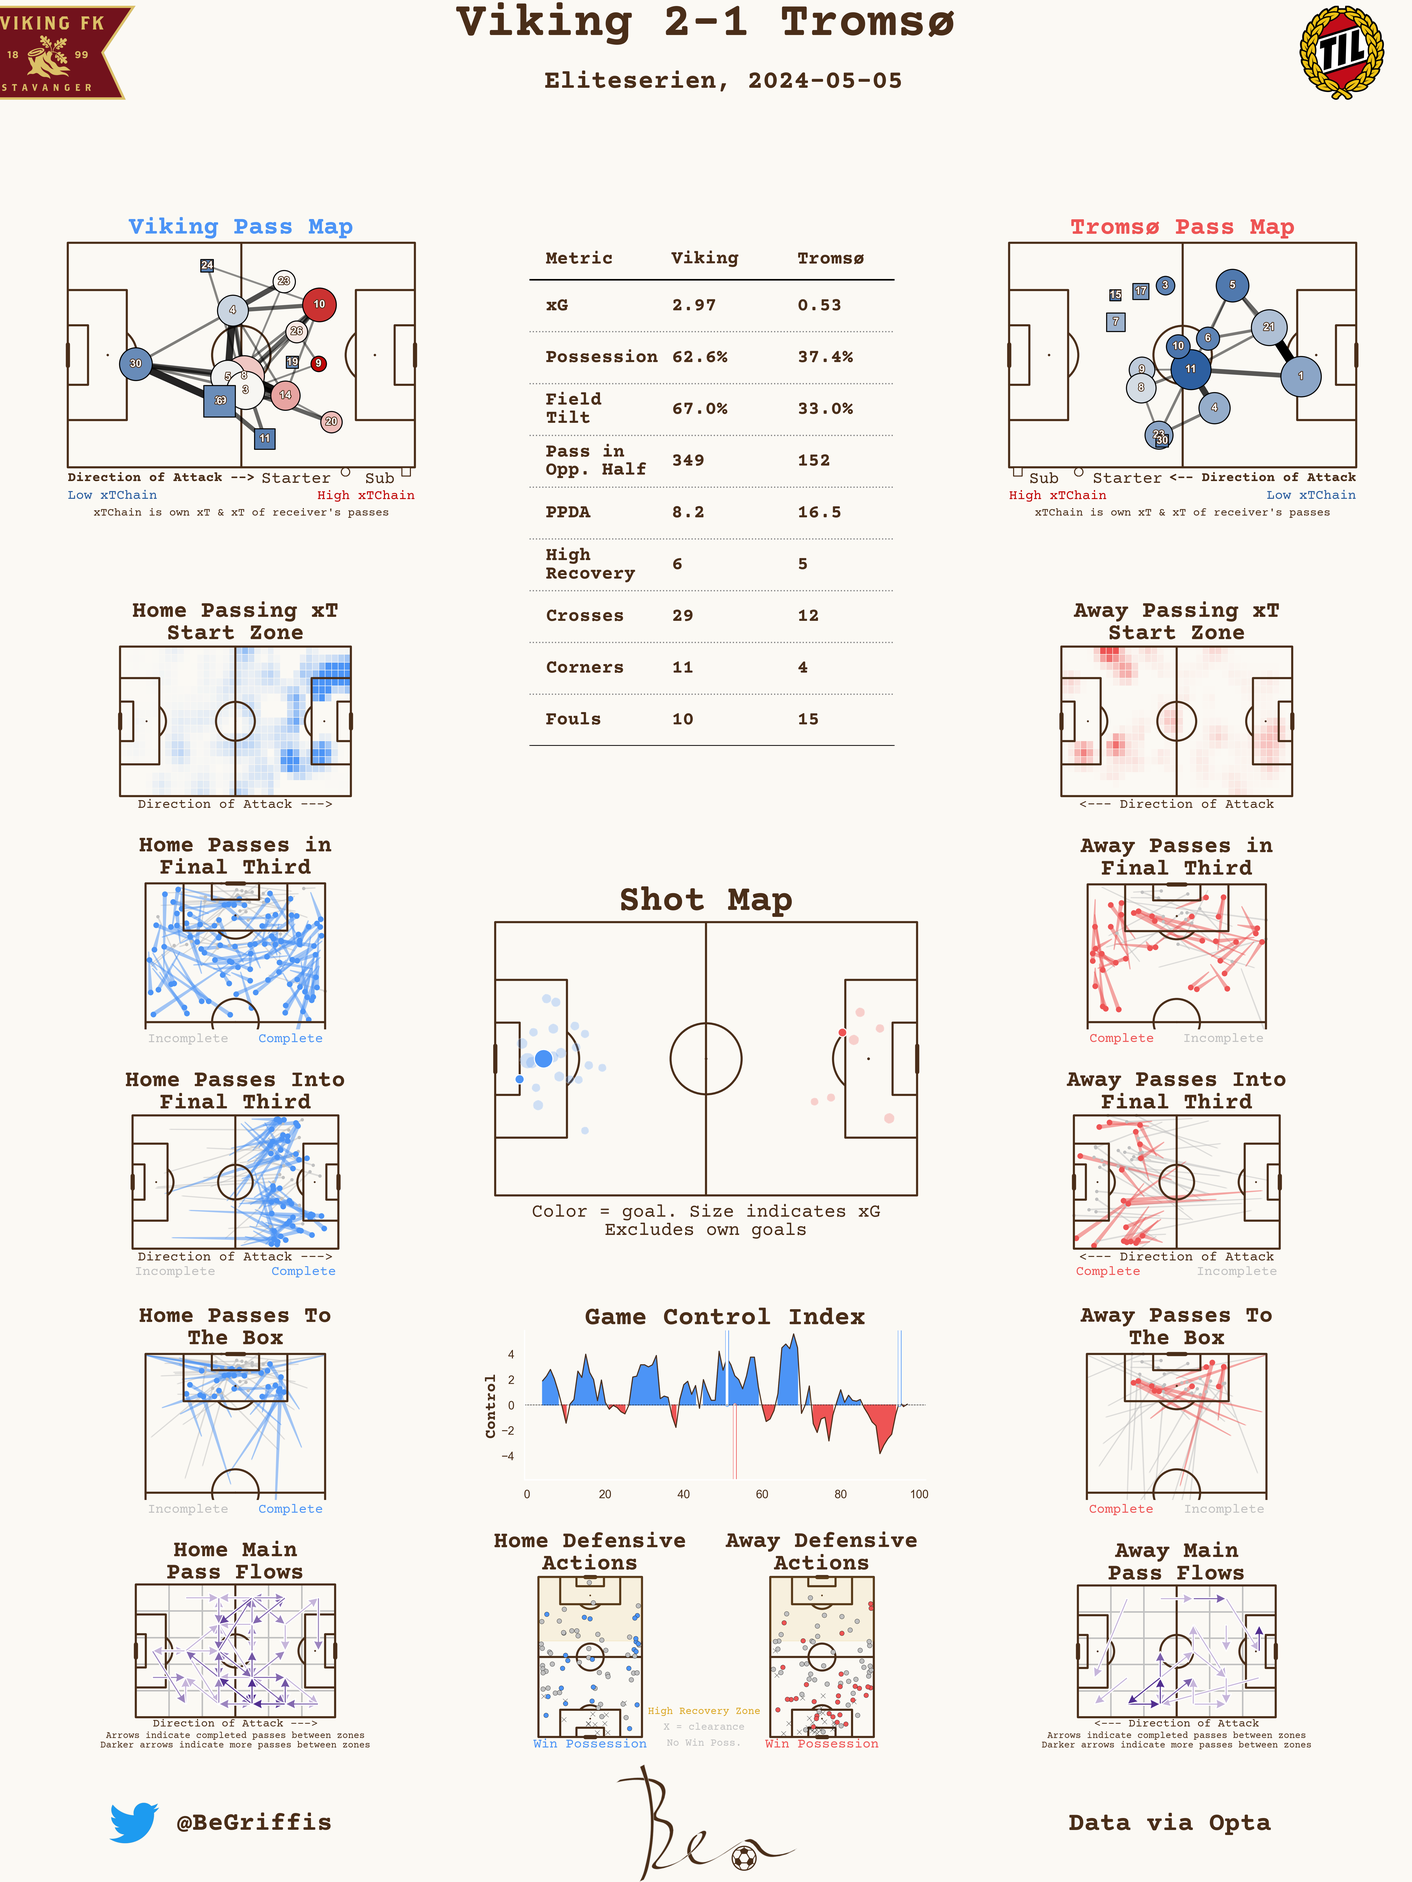 VIKING FK
18 99
STAVANGER
Viking 2-1 Tromsø
Eliteserien, 2024-05-05
TIL
Viking Pass Map
24
23
10
4
26
30
19
9
5
8
3
14
20
11
Direction of Attack --> Starter Sub
Low xTChain High xTChain
xTChain is own xT & xT of receiver's passes
Metric Viking Tromsø
xG 2.97 0.53
Possession 62.6% 37.4%
Field
Tilt 67.0% 33.0%
Pass in
Opp. Half 349 152
PPDA 8.2 16.5
High
Recovery 6 5
Crosses 29 12
Corners 11 4
Fouls 10 15
Tromsø Pass Map
15
17
3
5
7
21
6
10
9
11
1
8
4
30
Sub Starter <-- Direction of Attack
High xTChain Low xTChain
xTChain is own xT & xT of receiver's passes
Home Passing xT
Start Zone
Direction of Attack --->
Away Passing xT
Start Zone
<--- Direction of Attack
Home Passes in
Final Third
Incomplete Complete
Away Passes in
Final Third
Complete Incomplete
Shot Map
Color = goal. Size indicates xG
Excludes own goals
Home Passes Into
Final Third
Direction of Attack --->
Incomplete Complete
Away Passes Into
Final Third
<--- Direction of Attack
Complete Incomplete
Home Passes To
The Box
Incomplete Complete
Game Control Index
Control
4
2
0
−2
−4
0 20 40 60 80 100
Away Passes To
The Box
Complete Incomplete
Home Main
Pass Flows
Direction of Attack --->
Arrows indicate completed passes between zones
Darker arrows indicate more passes between zones
Home Defensive
Actions
Win Possession
Away Defensive
Actions
Win Possession
High Recovery Zone
X = clearance
No Win Poss.
Away Main
Pass Flows
<--- Direction of Attack
Arrows indicate completed passes between zones
Darker arrows indicate more passes between zones
@BeGriffis
Ben
Data via Opta